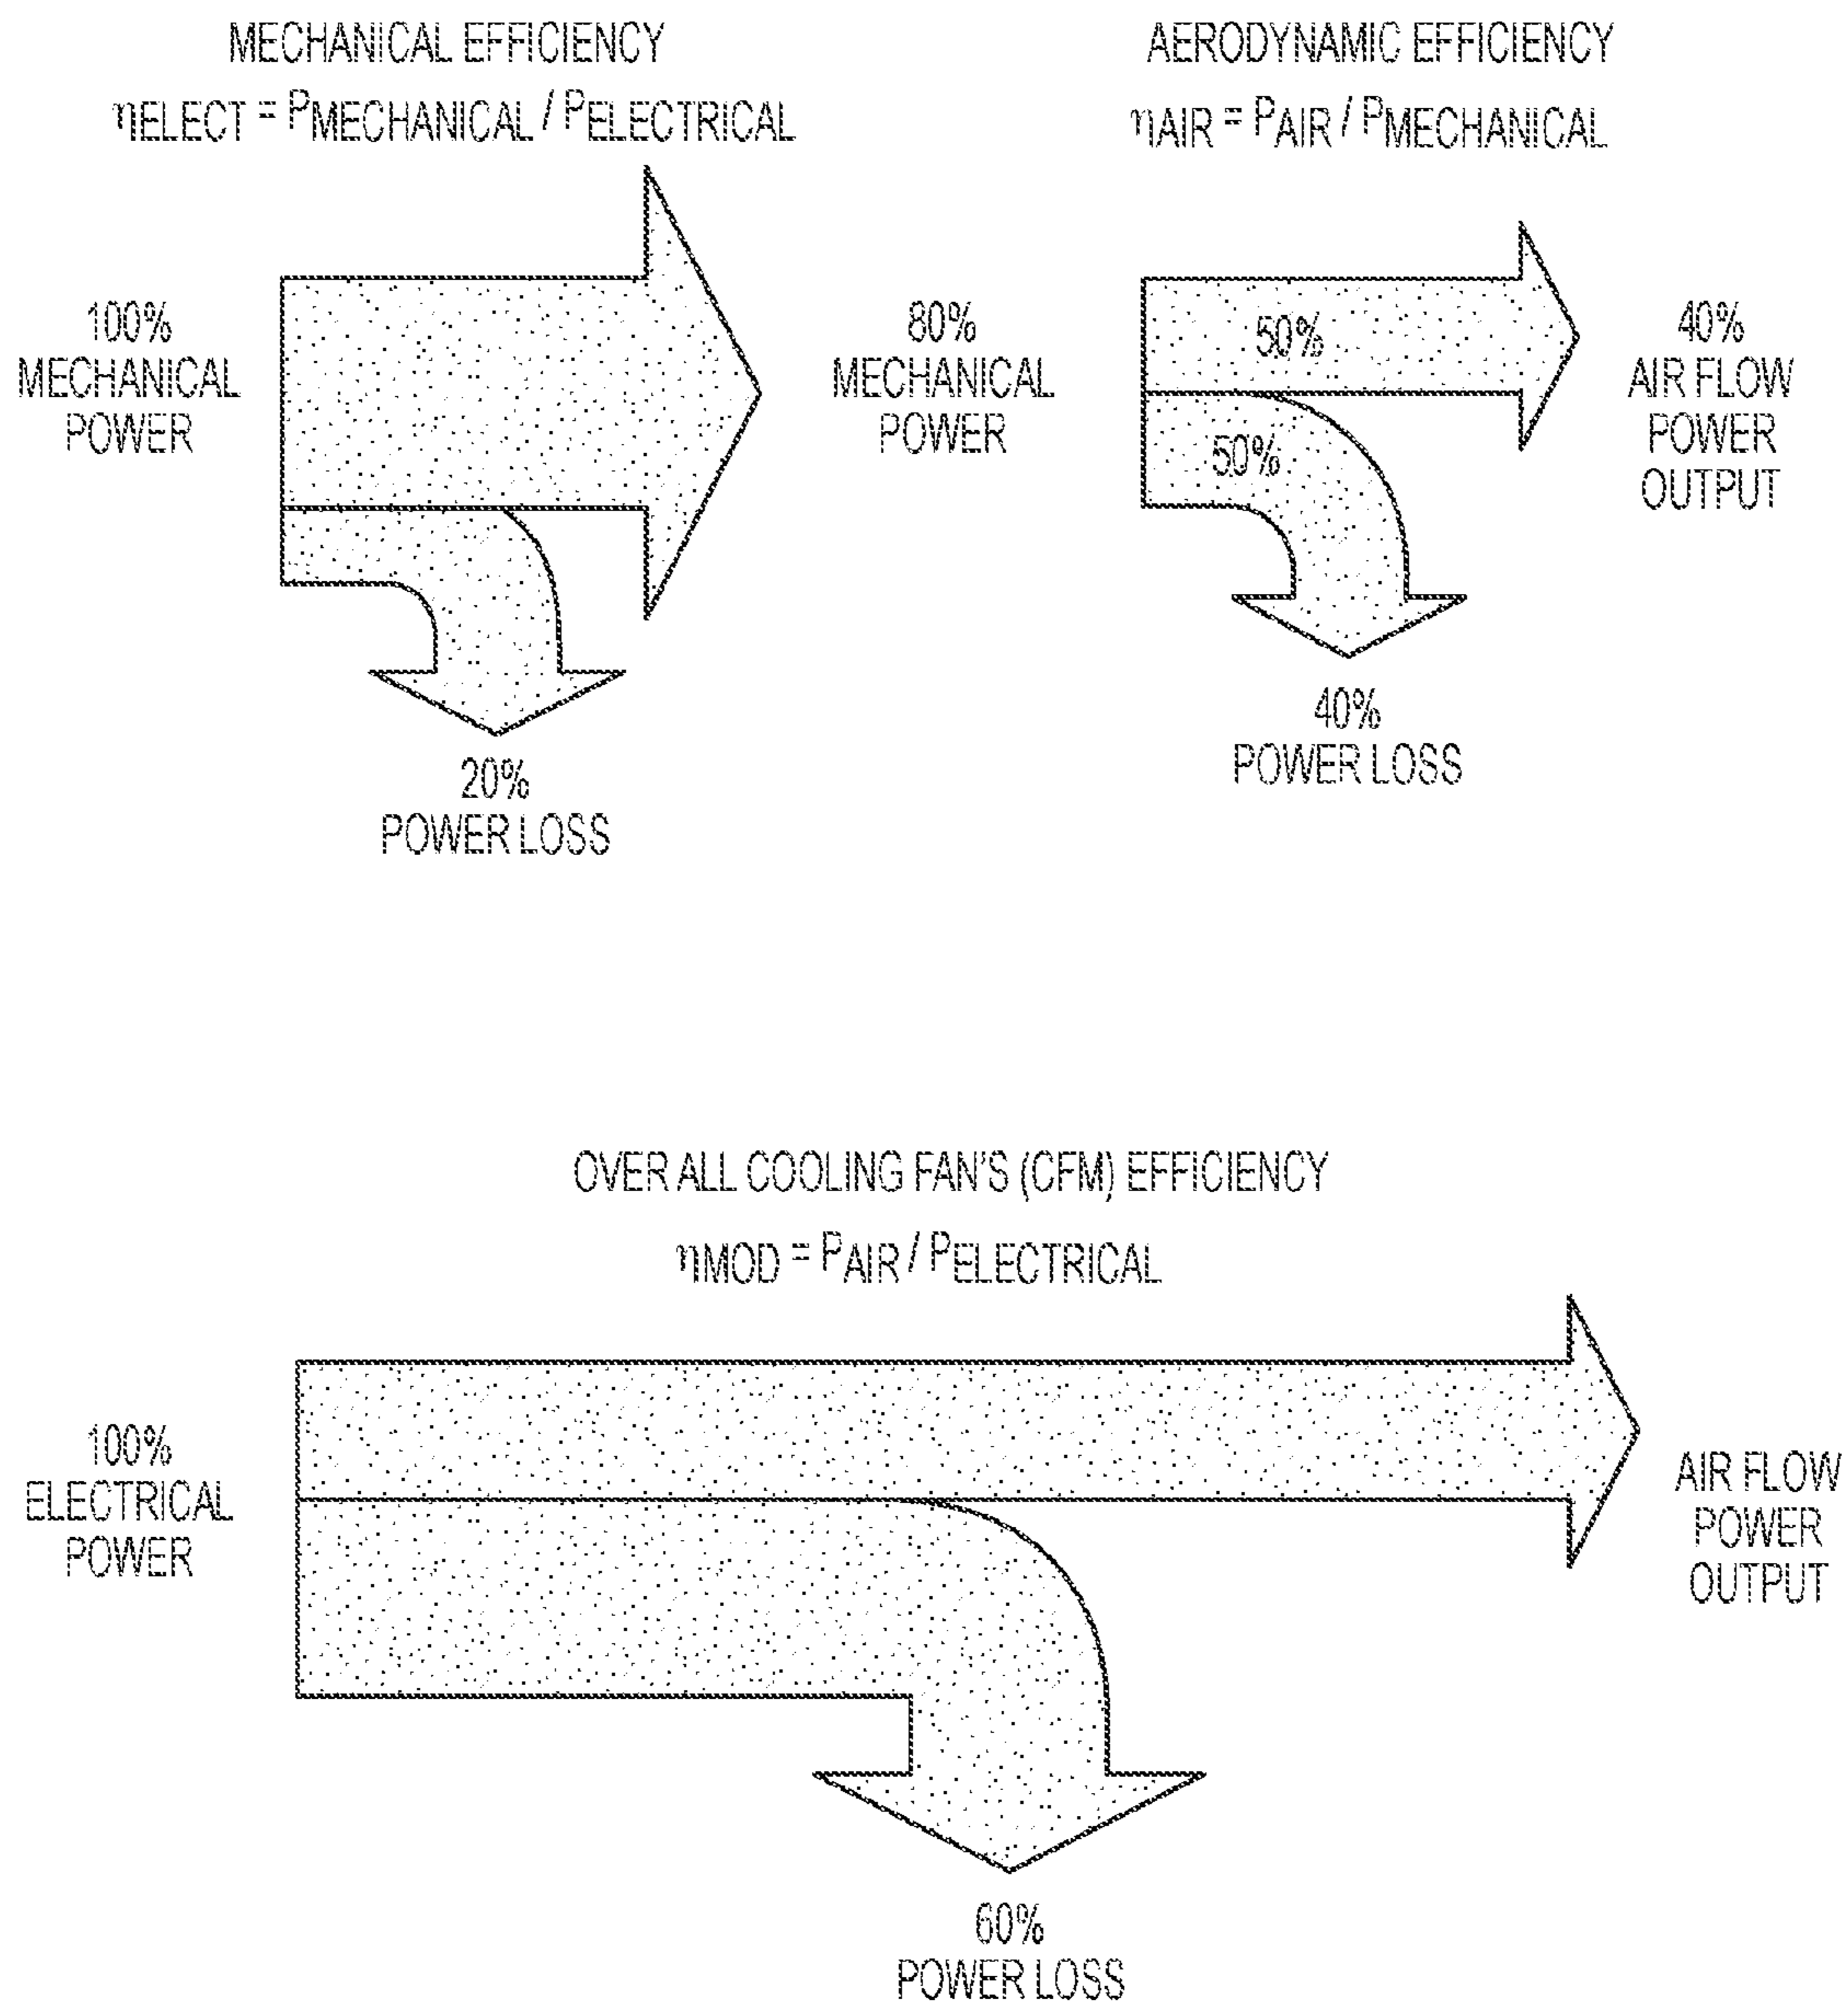 MECHANICAL EFFICIENCY
ηELECT = PMECHANICAL / PELECTRICAL
100%
MECHANICAL
POWER
20%
POWER LOSS
80%
MECHANICAL
POWER
AERODYNAMIC EFFICIENCY
ηAIR = PAIR / PMECHANICAL
50%
50%
40%
AIR FLOW
POWER
OUTPUT
40%
POWER LOSS
OVER ALL COOLING FAN'S (CFM) EFFICIENCY
ηMOD = PAIR / PELECTRICAL
100%
ELECTRICAL
POWER
AIR FLOW
POWER
OUTPUT
60%
POWER LOSS